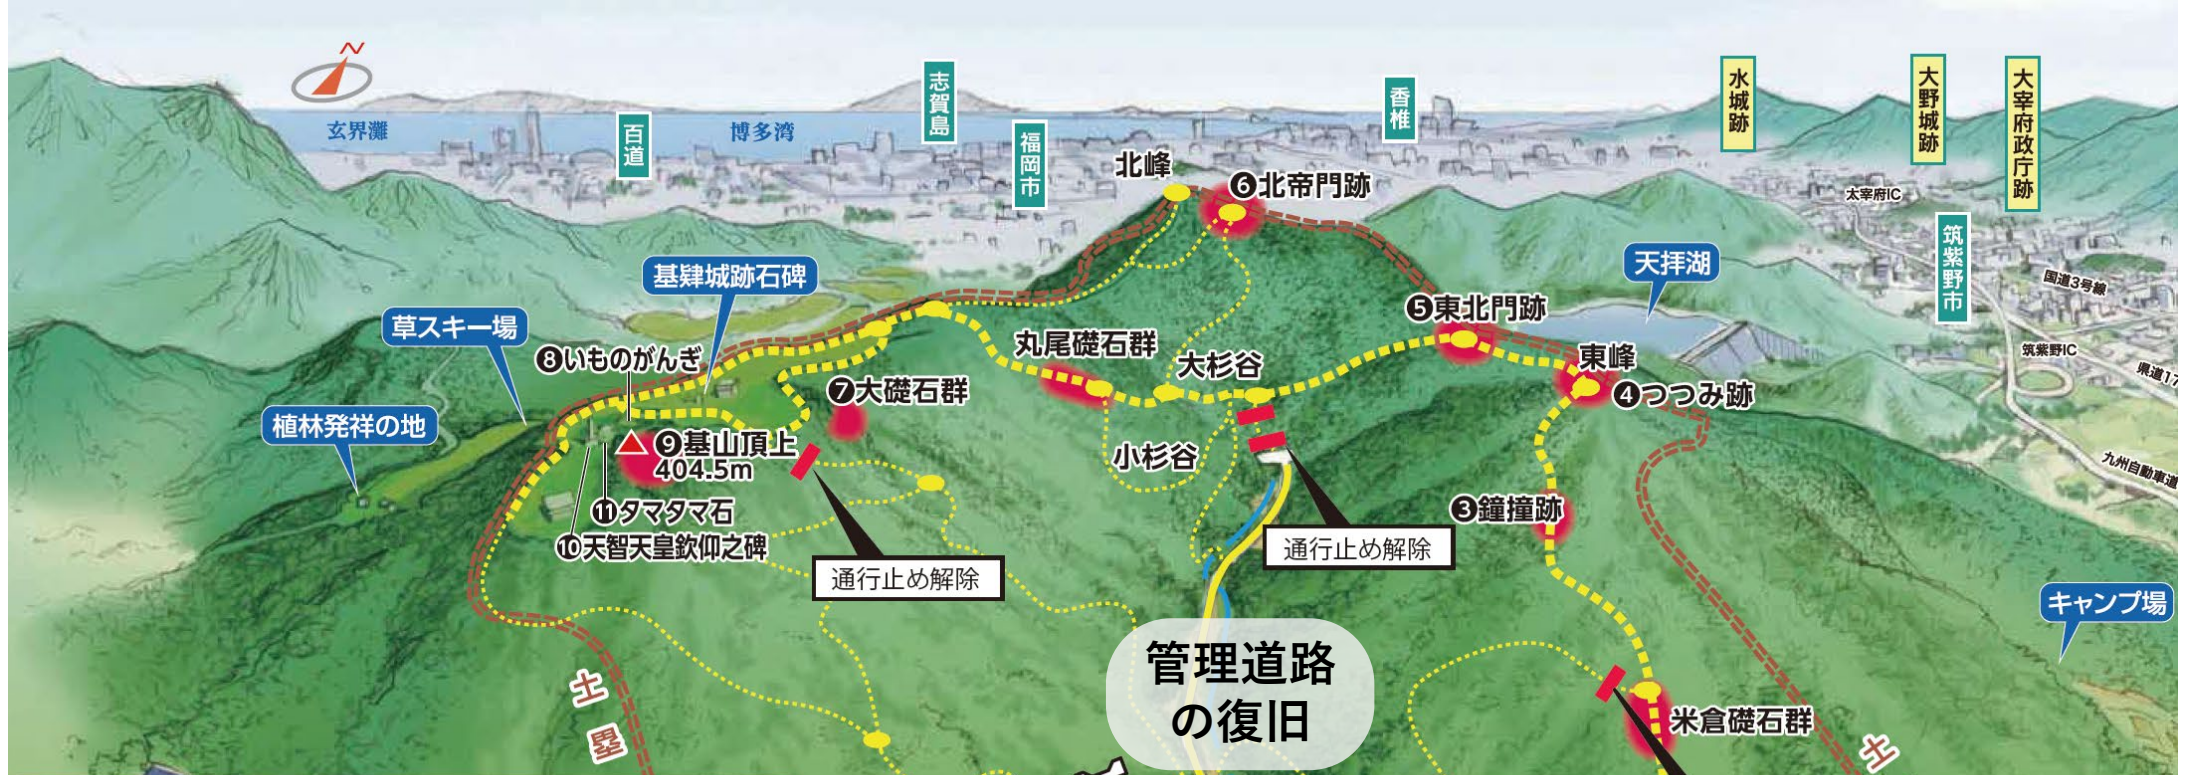 N
玄界灘
百道
博多湾
志賀島
福岡市
香椎
水城跡
大野城跡
大宰府政庁跡
北峰
❻北帝門跡
太宰府IC
筑紫野市
国道3号線
天拝湖
基肄城跡石碑
草スキー場
❽いものがんぎ
❺東北門跡
丸尾礎石群
大杉谷
東峰
❹つつみ跡
筑紫野IC
県道17
❼大礎石群
植林発祥の地
❾基山頂上
404.5m
小杉谷
九州自動車道
⓫タマタマ石
❿天智天皇欽仰之碑
❸鐘撞跡
通行止め解除
通行止め解除
キャンプ場
管理道路
の復旧
土塁
米倉礎石群
土